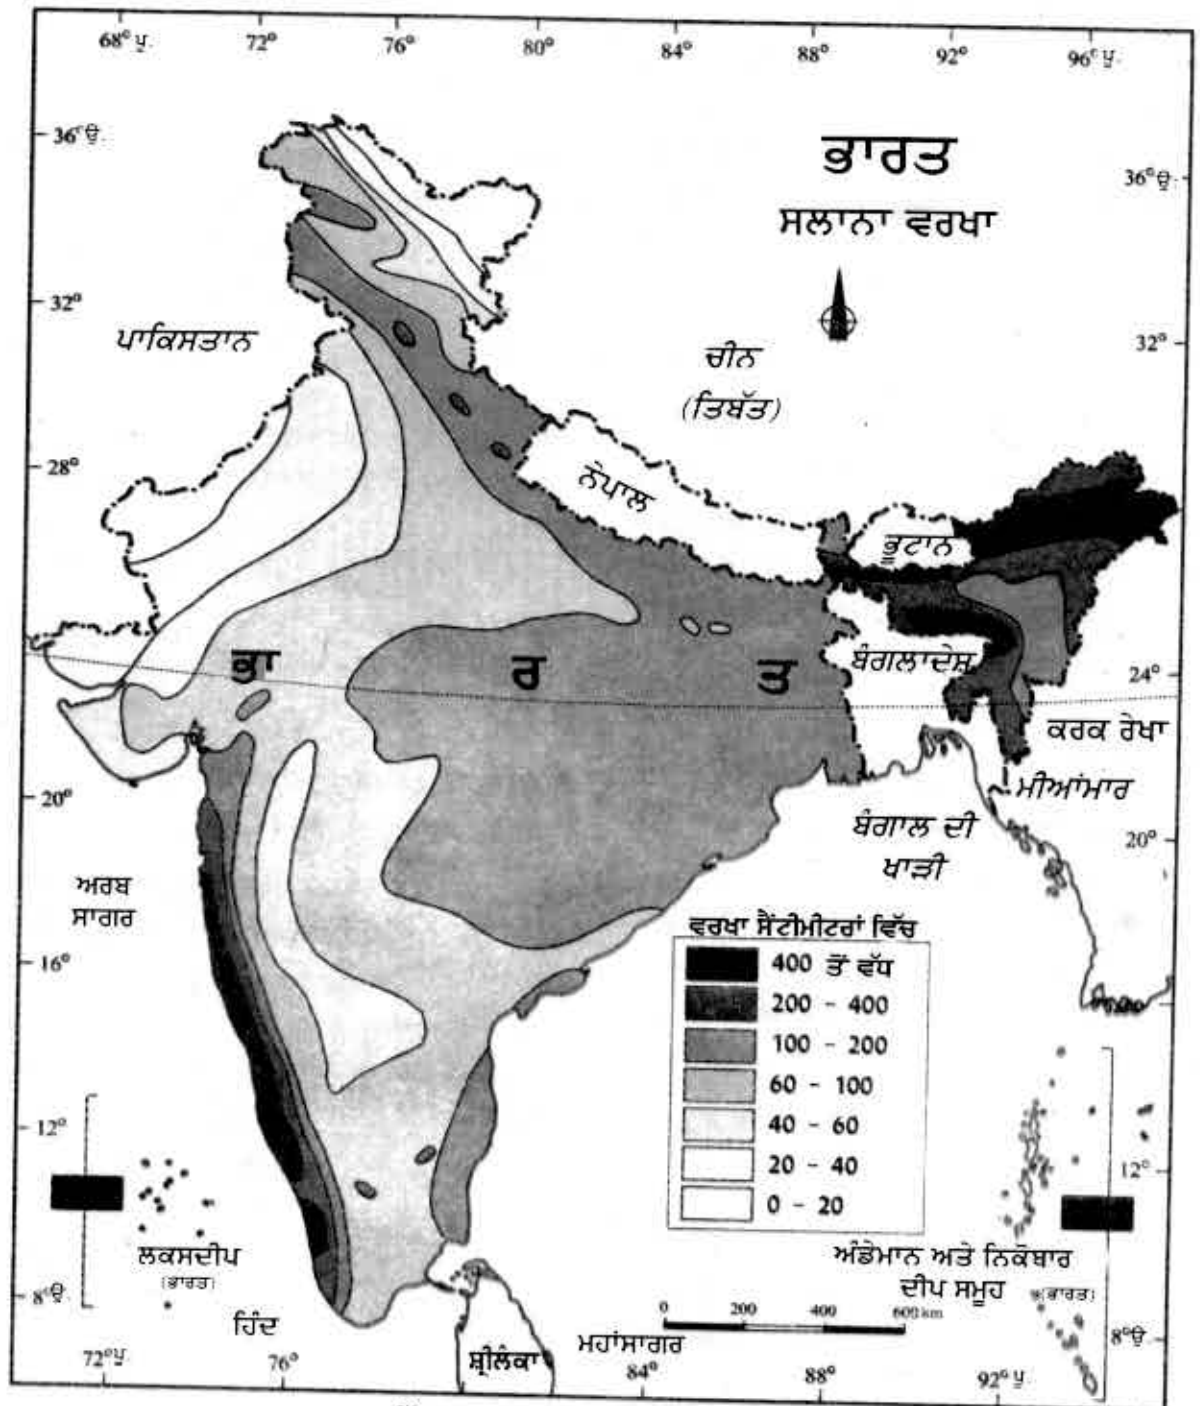 68° ਪੂ. 72° 76° 80° 84° 88° 92° 96° ਪੂ.
36° ਉ.
ਭਾਰਤ
36° ਉ.
ਸਲਾਨਾ ਵਰਖਾ
32°
ਪਾਕਿਸਤਾਨ
ਚੀਨ
32°
(ਤਿਬੱਤ)
28°
ਨੇਪਾਲ
ਭੂਟਾਨ
ਭਾ ਰ ਤ
ਬੰਗਲਾਦੇਸ਼
24°
ਕਰਕ ਰੇਖਾ
ਮੀਆਂਮਾਰ
20°
ਬੰਗਾਲ ਦੀ
ਖਾੜੀ
20°
ਅਰਬ
ਸਾਗਰ
ਵਰਖਾ ਸੈਂਟੀਮੀਟਰਾਂ ਵਿੱਚ
16°
400 ਤੋਂ ਵੱਧ
200 - 400
100 - 200
60 - 100
40 - 60
20 - 40
0 - 20
12°
12°
ਲਕਸਦੀਪ
(ਭਾਰਤ)
ਅੰਡੇਮਾਨ ਅਤੇ ਨਿਕੋਬਾਰ
ਦੀਪ ਸਮੂਹ (ਭਾਰਤ)
8° ਉ.
0 200 400 600 km
ਹਿੰਦ
ਮਹਾਂਸਾਗਰ
8° ਉ.
ਸ਼੍ਰੀਲੰਕਾ
72° ਪੂ. 76° 84° 88° 92° ਪੂ